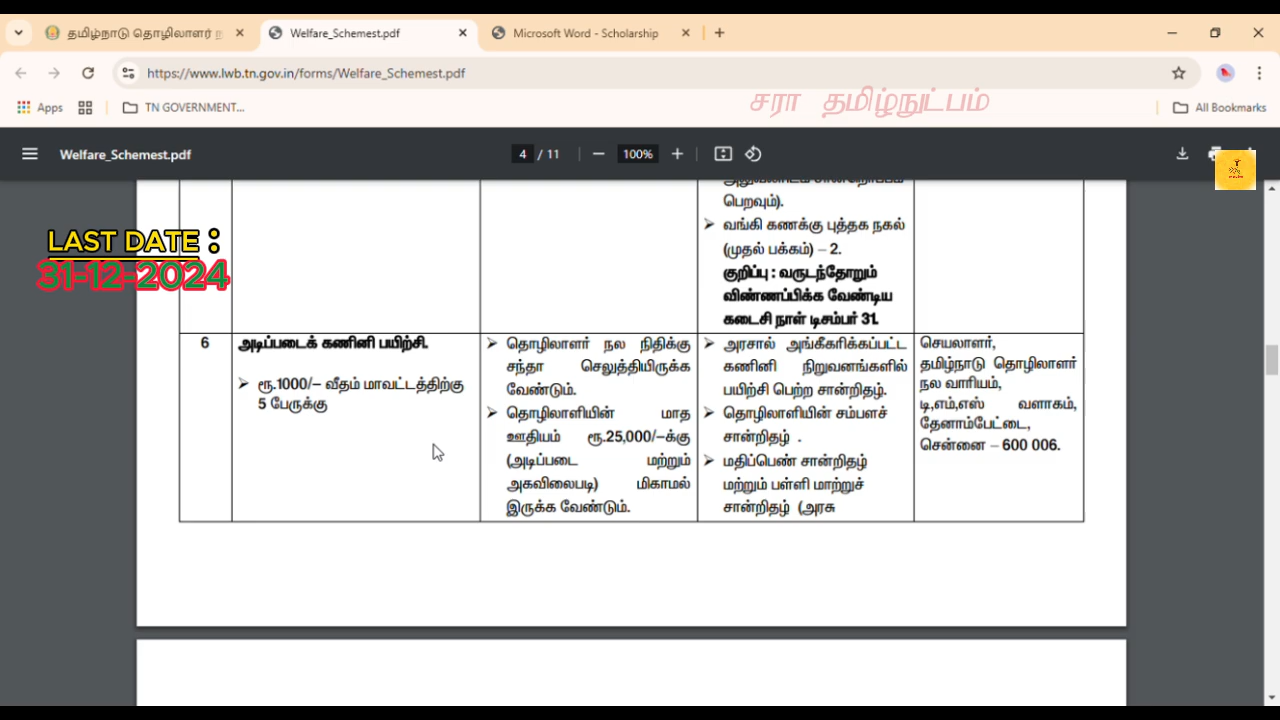 தமிழ்நாடு தொழிலாளர் ந
Welfare_Schemest.pdf
Microsoft Word - Scholarship
https://www.lwb.tn.gov.in/forms/Welfare_Schemest.pdf
Apps
TN GOVERNMENT...
சரா தமிழ்நுட்பம்
All Bookmarks
Welfare_Schemest.pdf
4 / 11
100%
LAST DATE :
31-12-2024
பெறவும்).
➢ வங்கி கணக்கு புத்தக நகல்
(முதல் பக்கம்) – 2.
குறிப்பு : வருடந்தோறும்
விண்ணப்பிக்க வேண்டிய
கடைசி நாள் டிசம்பர் 31.
6
அடிப்படைக் கணினி பயிற்சி.
➢ ரூ.1000/– வீதம் மாவட்டத்திற்கு
5 பேருக்கு
➢ தொழிலாளர் நல நிதிக்கு
சந்தா செலுத்தியிருக்க
வேண்டும்.
➢ தொழிலாளியின் மாத
ஊதியம் ரூ.25,000/–க்கு
(அடிப்படை மற்றும்
அகவிலைபடி) மிகாமல்
இருக்க வேண்டும்.
➢ அரசால் அங்கீகரிக்கப்பட்ட
கணினி நிறுவனங்களில்
பயிற்சி பெற்ற சான்றிதழ்.
➢ தொழிலாளியின் சம்பளச்
சான்றிதழ் .
➢ மதிப்பெண் சான்றிதழ்
மற்றும் பள்ளி மாற்றுச்
சான்றிதழ் (அரசு
செயலாளர்,
தமிழ்நாடு தொழிலாளர்
நல வாரியம்,
டி,எம்,எஸ் வளாகம்,
தேனாம்பேட்டை,
சென்னை – 600 006.